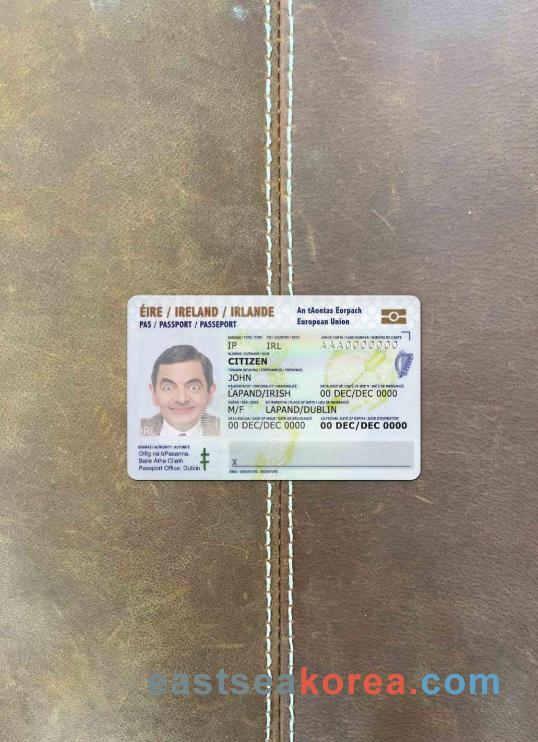 ÉIRE / IRELAND / IRLANDE
PAS / PASSPORT / PASSEPORT
An tAontas Eorpach
European Union
IP IRL AAA0000000
CITIZEN
JOHN
LAPAND/IRISH 00 DEC/DEC 0000
M/F LAPAND/DUBLIN
00 DEC/DEC 0000 00 DEC/DEC 0000
IRL
Oifig na bPasanna,
Baile Átha Cliath
Passport Office, Dublin
X
eastseakorea.com